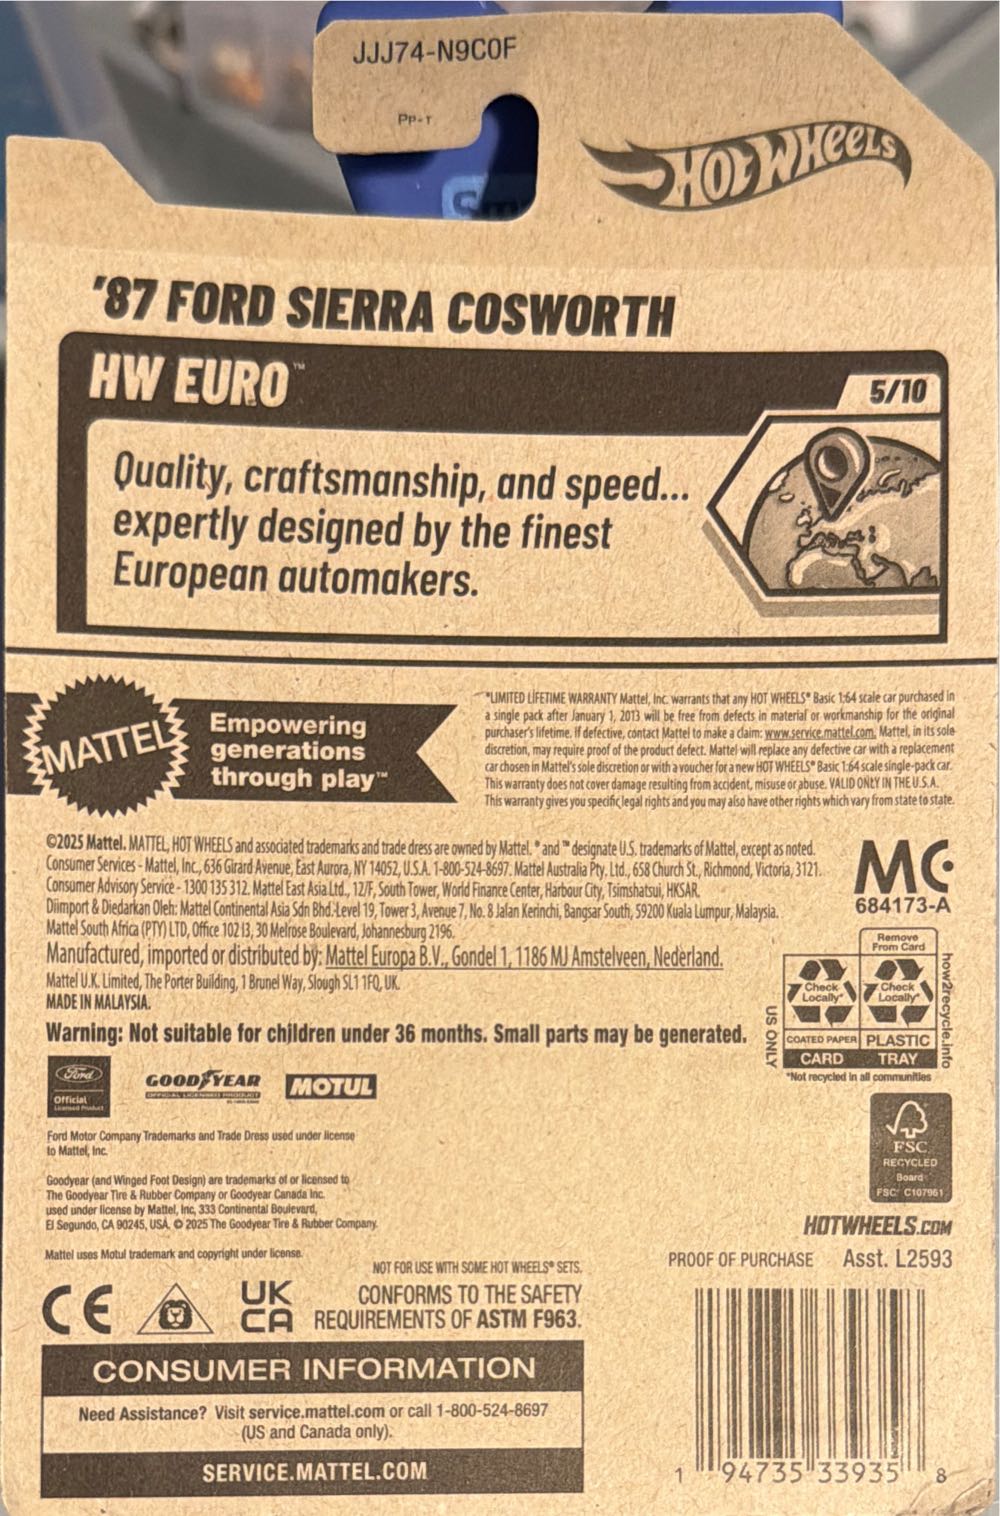 JJJ74-N9C0F
PP-T
HOT WHEELS
'87 FORD SIERRA COSWORTH
HW EURO™
5/10
Quality, craftsmanship, and speed...
expertly designed by the finest
European automakers.
MATTEL
Empowering
generations
through play™
*LIMITED LIFETIME WARRANTY Mattel, Inc. warrants that any HOT WHEELS® Basic 1:64 scale car purchased in
a single pack after January 1, 2013 will be free from defects in material or workmanship for the original
purchaser's lifetime. If defective, contact Mattel to make a claim: www.service.mattel.com. Mattel, in its sole
discretion, may require proof of the product defect. Mattel will replace any defective car with a replacement
car chosen in Mattel's sole discretion or with a voucher for a new HOT WHEELS® Basic 1:64 scale single-pack car.
This warranty does not cover damage resulting from accident, misuse or abuse. VALID ONLY IN THE U.S.A.
This warranty gives you specific legal rights and you may also have other rights which vary from state to state.
©2025 Mattel. MATTEL, HOT WHEELS and associated trademarks and trade dress are owned by Mattel. ® and ™ designate U.S. trademarks of Mattel, except as noted.
Consumer Services - Mattel, Inc., 636 Girard Avenue, East Aurora, NY 14052, U.S.A. 1-800-524-8697. Mattel Australia Pty. Ltd., 658 Church St., Richmond, Victoria, 3121.
Consumer Advisory Service - 1300 135 312. Mattel East Asia Ltd., 12/F, South Tower, World Finance Center, Harbour City, Tsimshatsui, HKSAR.
Diimport & Diedarkan Oleh: Mattel Continental Asia Sdn Bhd. Level 19, Tower 3, Avenue 7, No. 8 Jalan Kerinchi, Bangsar South, 59200 Kuala Lumpur, Malaysia.
Mattel South Africa (PTY) LTD, Office 102 I3, 30 Melrose Boulevard, Johannesburg 2196.
Manufactured, imported or distributed by: Mattel Europa B.V., Gondel 1, 1186 MJ Amstelveen, Nederland.
Mattel U.K. Limited, The Porter Building, 1 Brunel Way, Slough SL1 1FQ, UK.
MADE IN MALAYSIA.
Warning: Not suitable for children under 36 months. Small parts may be generated.
MC
684173-A
Remove
From Card
Check
Locally*
Check
Locally*
COATED PAPER
PLASTIC
CARD
TRAY
US ONLY
how2recycle.info
*Not recycled in all communities
Ford
Official
Licensed Product
GOODYEAR
OFFICIAL LICENSED PRODUCT
MOTUL
Ford Motor Company Trademarks and Trade Dress used under license
to Mattel, Inc.
Goodyear (and Winged Foot Design) are trademarks of or licensed to
The Goodyear Tire & Rubber Company or Goodyear Canada Inc.
used under license by Mattel, Inc, 333 Continental Boulevard,
El Segundo, CA 90245, USA. © 2025 The Goodyear Tire & Rubber Company.
Mattel uses Motul trademark and copyright under license.
FSC
RECYCLED
Board
FSC® C107951
HOTWHEELS.COM
PROOF OF PURCHASE Asst. L2593
NOT FOR USE WITH SOME HOT WHEELS® SETS.
CE
UK
CA
CONFORMS TO THE SAFETY
REQUIREMENTS OF ASTM F963.
CONSUMER INFORMATION
Need Assistance? Visit service.mattel.com or call 1-800-524-8697
(US and Canada only).
SERVICE.MATTEL.COM
1 94735 33935 8